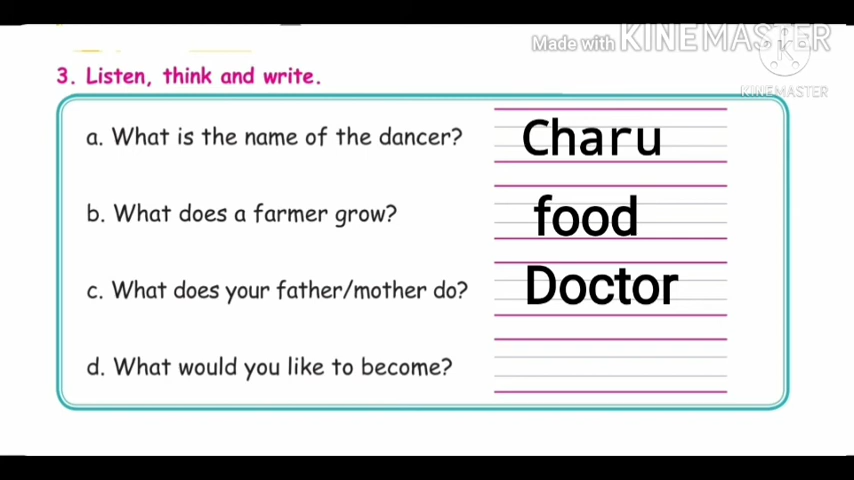 Made with KINEMASTER
KINEMASTER
3. Listen, think and write.
a. What is the name of the dancer? Charu
b. What does a farmer grow? food
c. What does your father/mother do? Doctor
d. What would you like to become?